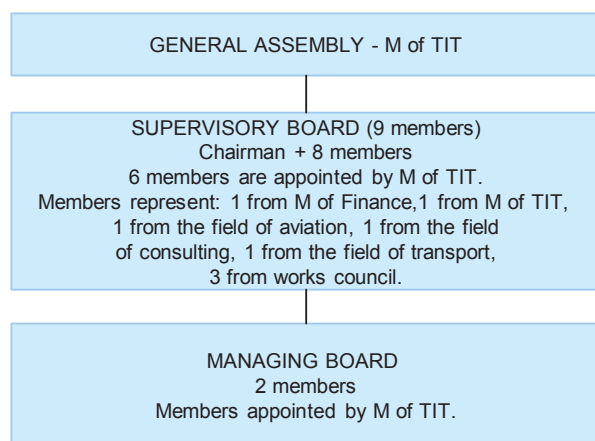 GENERAL ASSEMBLY - M of TIT
SUPERVISORY BOARD (9 members)
Chairman + 8 members
6 members are appointed by M of TIT.
Members represent: 1 from M of Finance,1 from M of TIT,
1 from the field of aviation, 1 from the field
of consulting, 1 from the field of transport,
3 from works council.
MANAGING BOARD
2 members
Members appointed by M of TIT.